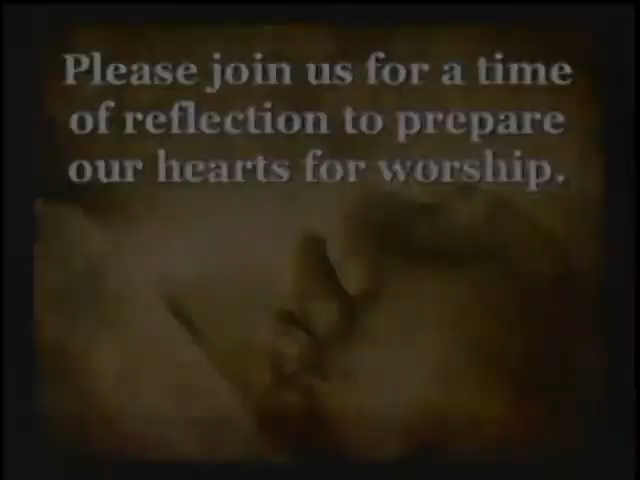 Please join us for a time
of reflection to prepare
our hearts for worship.